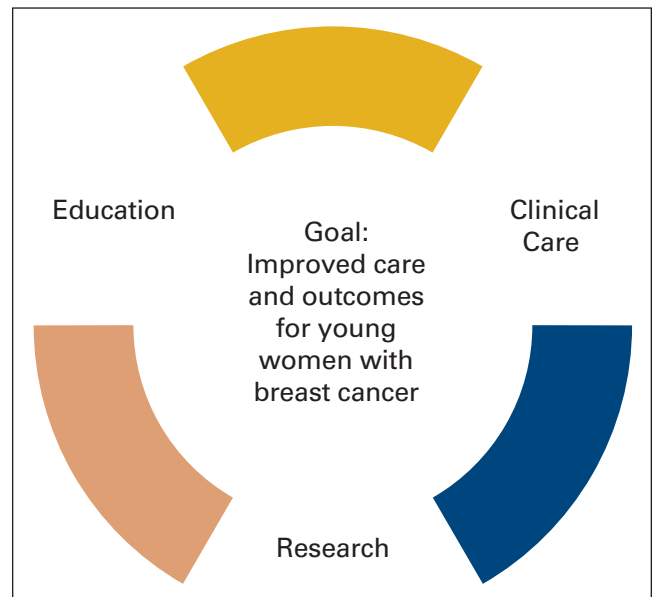 Education
Clinical
Care
Goal:
Improved care
and outcomes
for young
women with
breast cancer
Research